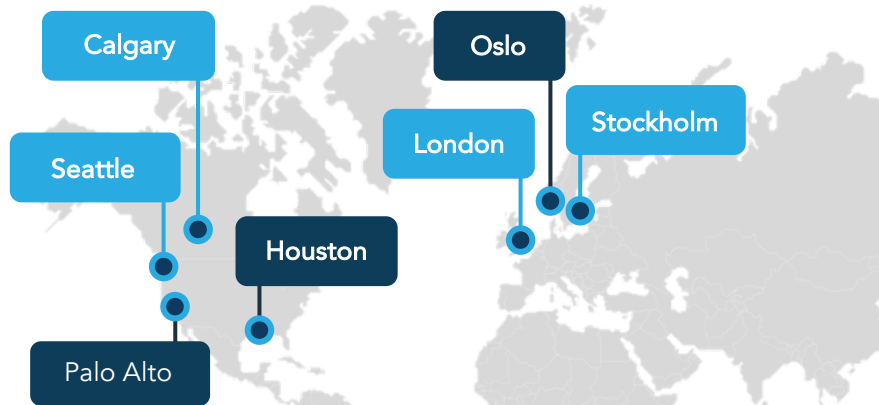 Calgary
Oslo
Stockholm
London
Seattle
Houston
Palo Alto